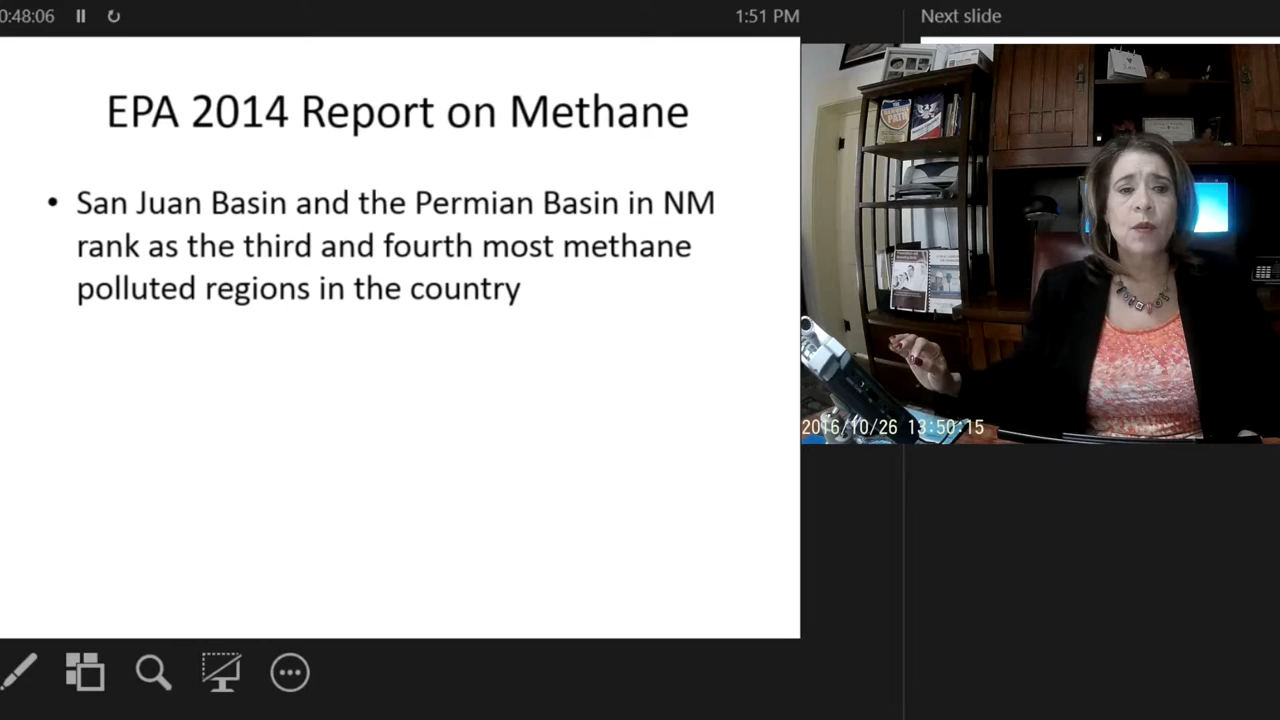 0:48:06
1:51 PM
Next slide
EPA 2014 Report on Methane
• San Juan Basin and the Permian Basin in NM
rank as the third and fourth most methane
polluted regions in the country
PATH
2016/10/26 13:50:15